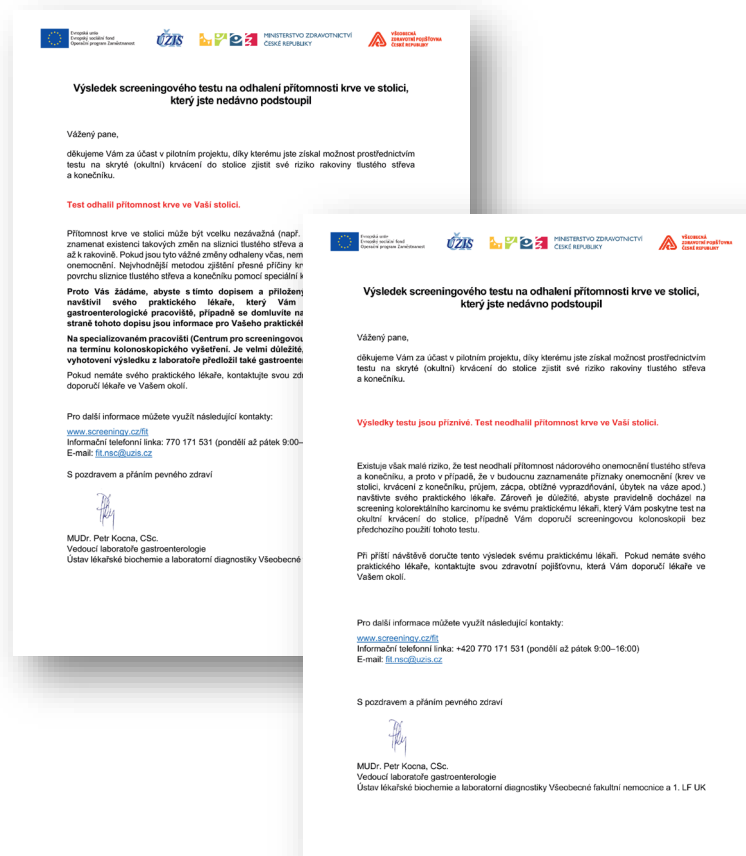 Evropská unie
Evropský sociální fond
Operační program Zaměstnanost
ÚZIS
MINISTERSTVO ZDRAVOTNICTVÍ
ČESKÉ REPUBLIKY
VŠEOBECNÁ
ZDRAVOTNÍ POJIŠŤOVNA
ČESKÉ REPUBLIKY
Výsledek screeningového testu na odhalení přítomnosti krve ve stolici,
který jste nedávno podstoupil
Vážený pane,
děkujeme Vám za účast v pilotním projektu, díky kterému jste získal možnost prostřednictvím
testu na skryté (okultní) krvácení do stolice zjistit své riziko rakoviny tlustého střeva
a konečníku.
Test odhalil přítomnost krve ve Vaší stolici.
Přítomnost krve ve stolici může být vcelku nezávažná (např.
znamenat existenci takových změn na sliznici tlustého střeva a
až k rakovině. Pokud jsou tyto vážné změny odhaleny včas,
onemocnění. Nejvhodnější metodou zjištění přesné příčiny
povrchu sliznice tlustého střeva a konečníku pomocí speciální
Proto Vás žádáme, abyste s tímto dopisem a
navštívil svého praktického lékaře, který Vám
gastroenterologické pracoviště, případně se domluvíte na
straně tohoto dopisu jsou informace pro Vašeho
Na specializovaném pracovišti (Centrum pro
na termínu kolonoskopického vyšetření. Je velmi důležité,
vyhotovení výsledku z laboratoře předložil také
Pokud nemáte svého praktického lékaře, kontaktujte svou
doporučí lékaře ve Vašem okolí.
Pro další informace můžete využít následující kontakty:
www.screeningy.cz/fit
Informační telefonní linka: 770 171 531 (pondělí až pátek 9:00–
E-mail: fit.nsc@uzis.cz
S pozdravem a přáním pevného zdraví
MUDr. Petr Kocna, CSc.
Vedoucí laboratoře gastroenterologie
Ústav lékařské biochemie a laboratorní diagnostiky Všeobecné
Evropská unie
Evropský sociální fond
Operační program Zaměstnanost
ÚZIS
MINISTERSTVO ZDRAVOTNICTVÍ
ČESKÉ REPUBLIKY
VŠEOBECNÁ
ZDRAVOTNÍ POJIŠŤOVNA
ČESKÉ REPUBLIKY
Výsledek screeningového testu na odhalení přítomnosti krve ve stolici,
který jste nedávno podstoupil
Vážený pane,
děkujeme Vám za účast v pilotním projektu, díky kterému jste získal možnost prostřednictvím
testu na skryté (okultní) krvácení do stolice zjistit své riziko rakoviny tlustého střeva
a konečníku.
Výsledky testu jsou příznivé. Test neodhalil přítomnost krve ve Vaší stolici.
Existuje však malé riziko, že test neodhalí přítomnost nádorového onemocnění tlustého střeva
a konečníku, a proto v případě, že v budoucnu zaznamenáte příznaky onemocnění (krev ve
stolici, krvácení z konečníku, průjem, zácpa, obtížné vyprazdňování, úbytek na váze apod.)
navštivte svého praktického lékaře. Zároveň je důležité, abyste pravidelně docházel na
screening kolorektálního karcinomu ke svému praktickému lékaři, který Vám poskytne test na
okultní krvácení do stolice, případně Vám doporučí screeningovou kolonoskopii bez
předchozího použití tohoto testu.
Při příští návštěvě doručte tento výsledek svému praktickému lékaři. Pokud nemáte svého
praktického lékaře, kontaktujte svou zdravotní pojišťovnu, která Vám doporučí lékaře ve
Vašem okolí.
Pro další informace můžete využít následující kontakty:
www.screeningy.cz/fit
Informační telefonní linka: +420 770 171 531 (pondělí až pátek 9:00–16:00)
E-mail: fit.nsc@uzis.cz
S pozdravem a přáním pevného zdraví
MUDr. Petr Kocna, CSc.
Vedoucí laboratoře gastroenterologie
Ústav lékařské biochemie a laboratorní diagnostiky Všeobecné fakultní nemocnice a 1. LF UK